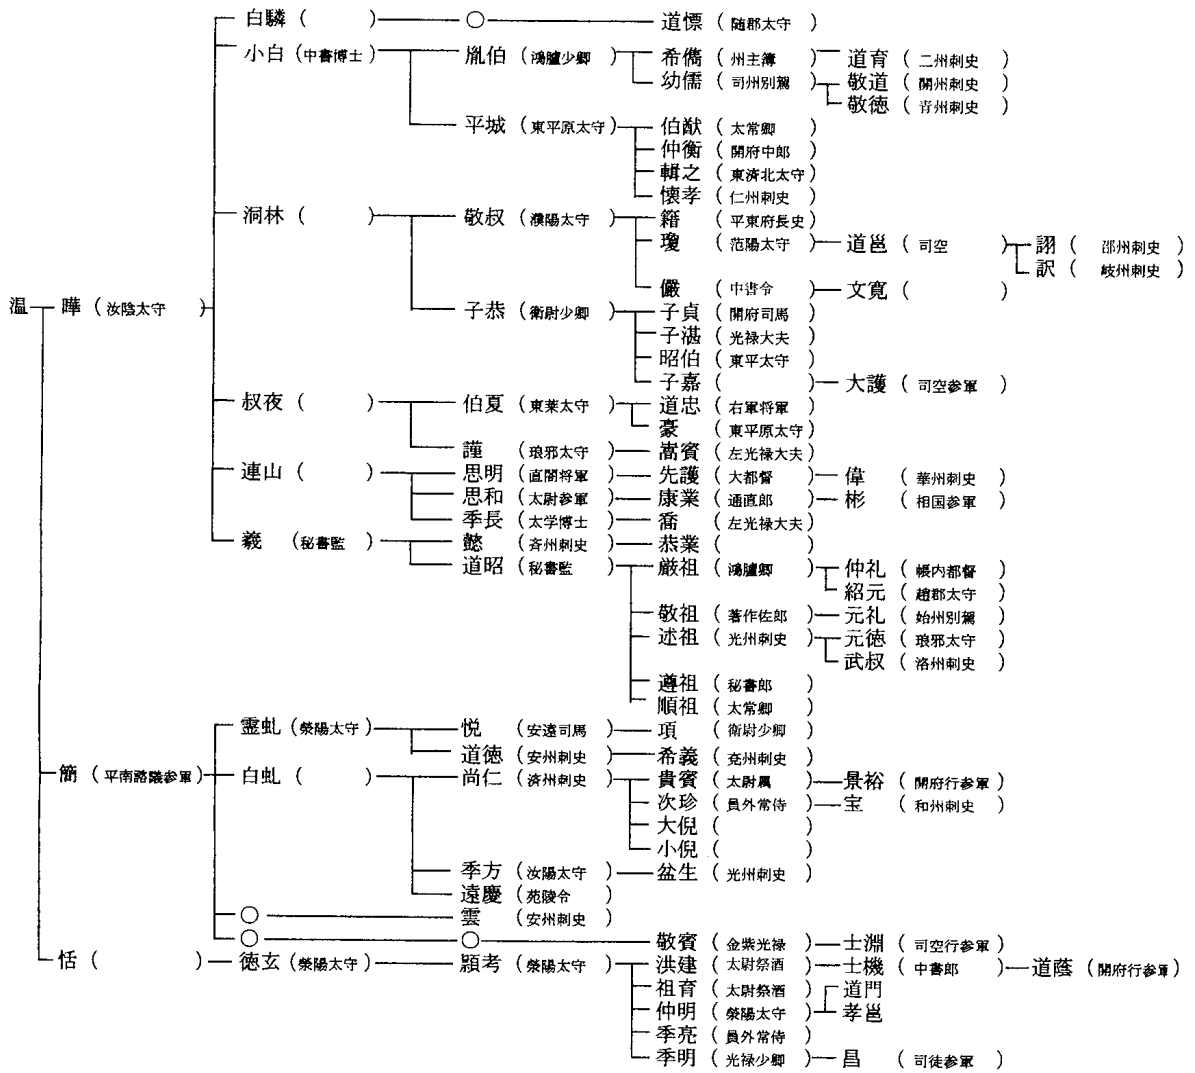 白驎 ( ) ○ 道慓 (随郡太守)
小白 (中書博士) 胤伯 (鴻臚少卿) 希儁 (州主簿) 道育 (二州刺史)
幼儒 (司州別駕) 敬道 (開州刺史)
敬徳 (青州刺史)
平城 (東平原太守) 伯猷 (太常卿)
仲衡 (開府中郎)
輯之 (東済北太守)
懐孝 (仁州刺史)
洞林 ( ) 敬叔 (濮陽太守) 籍 (平東府長史)
瓊 (范陽太守) 道邕 (司空) 詡 (邵州刺史)
訳 (岐州刺史)
儼 (中書令) 文寛 ( )
温 曄 (汝陰太守) 子恭 (衛尉少卿) 子貞 (開府司馬)
子湛 (光禄大夫)
昭伯 (東平太守)
子嘉 ( ) 大護 (司空参軍)
叔夜 ( ) 伯夏 (東萊太守) 道忠 (右軍将軍)
豪 (東平原太守)
謹 (琅邪太守) 嵩賓 (左光禄大夫)
連山 ( ) 思明 (直閤将軍) 先護 (大都督) 偉 (華州刺史)
思和 (太尉参軍) 康業 (通直郎) 彬 (相国参軍)
季長 (太学博士) 喬 (左光禄大夫)
羲 (秘書監) 懿 (斉州刺史) 恭業 ( )
道昭 (秘書監) 厳祖 (鴻臚卿) 仲礼 (帳内都督)
紹元 (趙郡太守)
敬祖 (著作佐郎) 元礼 (始州別駕)
述祖 (光州刺史) 元徳 (琅邪太守)
武叔 (洛州刺史)
遵祖 (秘書郎)
順祖 (太常卿)
霊虬 (滎陽太守) 悦 (安遠司馬) 項 (衛尉少卿)
道徳 (安州刺史) 希義 (兗州刺史)
簡 (平南諮議参軍) 白虬 ( ) 尚仁 (済州刺史) 貴賓 (太尉属) 景裕 (開府行参軍)
次珍 (員外常侍) 宝 (和州刺史)
大倪 ( )
小倪 ( )
季方 (汝陽太守) 盆生 (光州刺史)
遠慶 (苑陵令)
○ 雲 (安州刺史)
○ ○ 敬賓 (金紫光禄) 士淵 (司空行参軍)
恬 ( ) 徳玄 (滎陽太守) 頴考 (滎陽太守) 洪建 (太尉祭酒) 士機 (中書郎) 道蔭 (開府行参軍)
祖育 (太尉祭酒) 道門
仲明 (滎陽太守) 孝邕
季亮 (員外常侍)
季明 (光禄少卿) 昌 (司徒参軍)